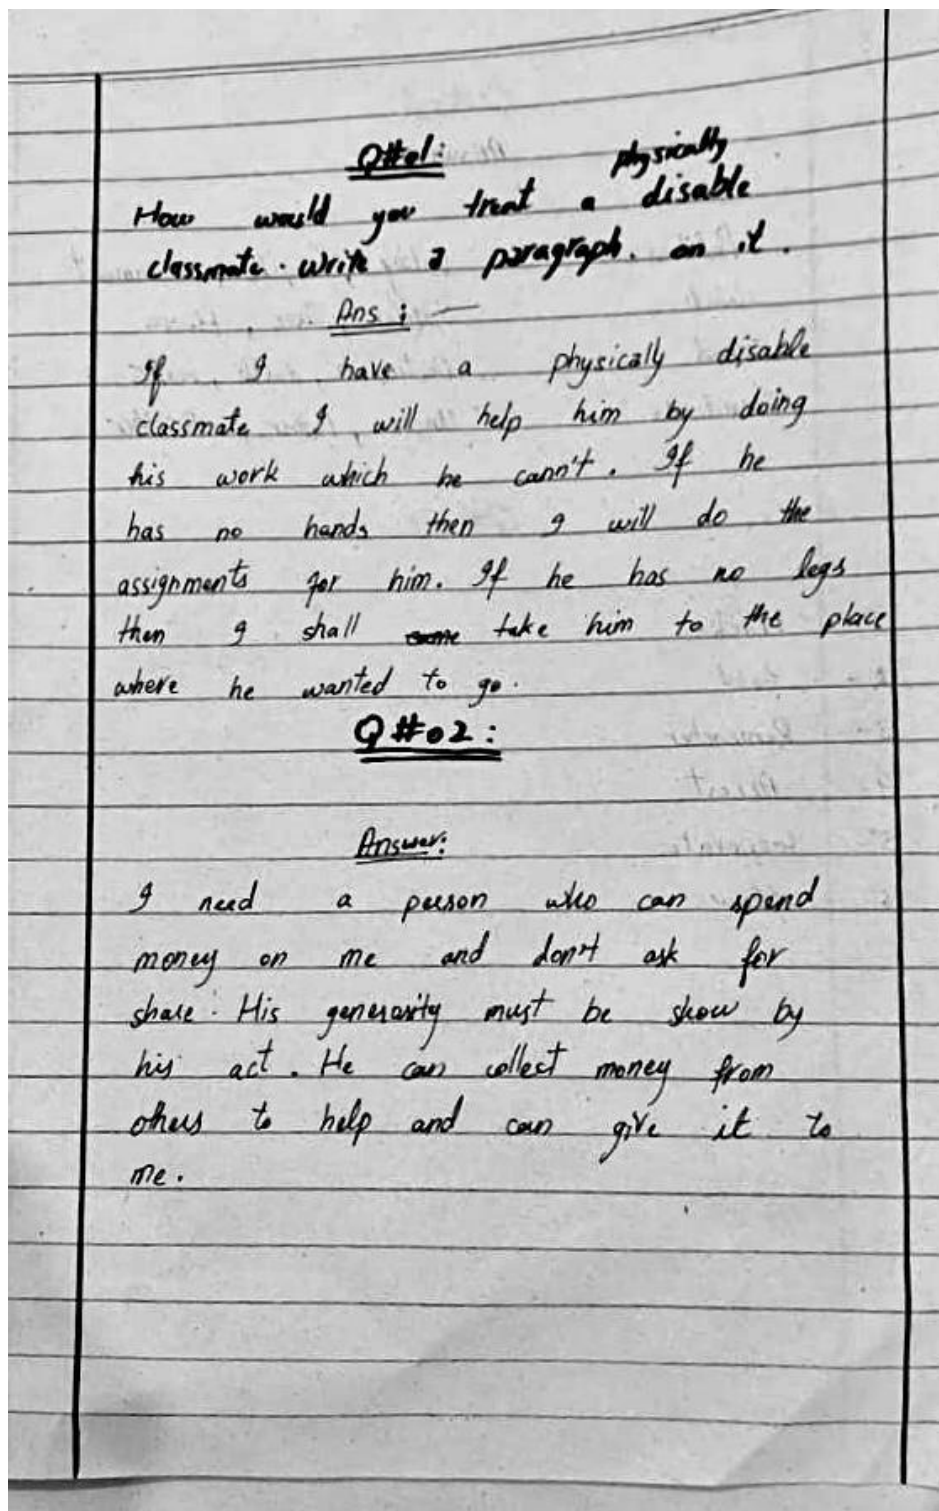 Q#01:
How would you treat a physically disable
classmate. write a paragraph. on it.
Ans :
If I have a physically disable
classmate I will help him by doing
his work which he cann't. If he
has no hands then I will do the
assignments for him. If he has no legs
then I shall take him to the place
where he wanted to go.
Q#02:
Answer:
I need a person who can spend
money on me and don't ask for
share. His generosity must be show by
his act. He can collect money from
others to help and can give it to
me.